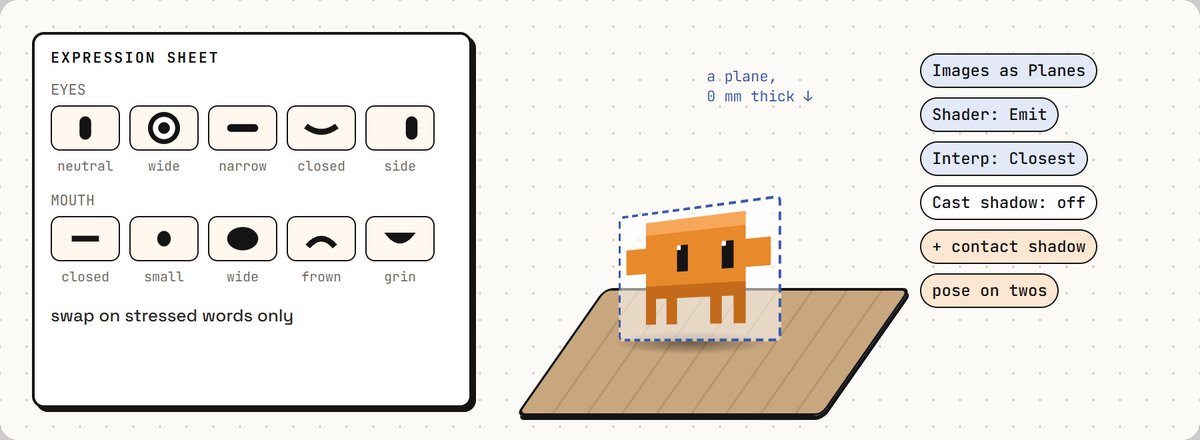 EXPRESSION SHEET
EYES
neutral wide narrow closed side
MOUTH
closed small wide frown grin
swap on stressed words only
a plane,
0 mm thick ↓
Images as Planes
Shader: Emit
Interp: Closest
Cast shadow: off
+ contact shadow
pose on twos